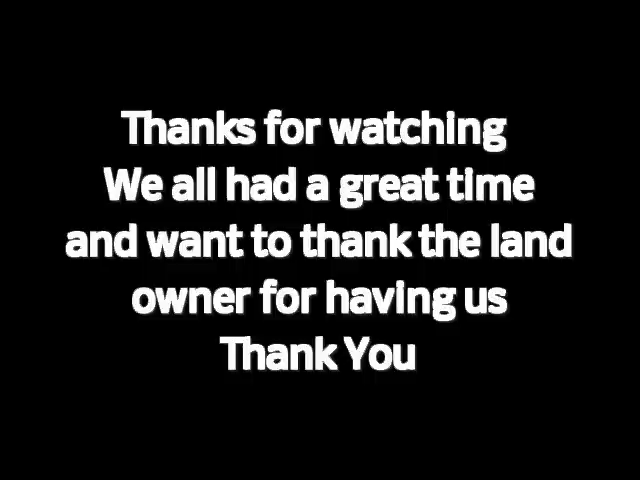 Thanks for watching
We all had a great time
and want to thank the land
owner for having us
Thank You